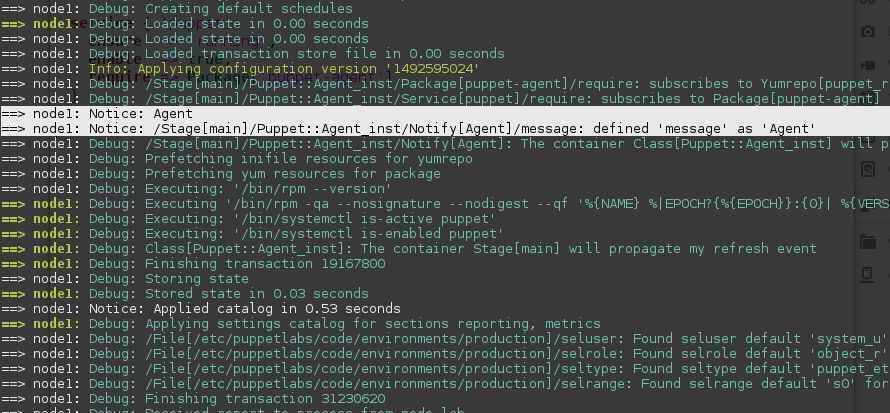 ==> node1: Debug: Creating default schedules
==> node1: Debug: Loaded state in 0.00 seconds
==> node1: Debug: Loaded state in 0.00 seconds
==> node1: Debug: Loaded transaction store file in 0.00 seconds
==> node1: Info: Applying configuration version '1492595024'
==> node1: Debug: /Stage[main]/Puppet::Agent_inst/Package[puppet-agent]/require: subscribes to Yumrepo[puppet_r
==> node1: Debug: /Stage[main]/Puppet::Agent_inst/Service[puppet]/require: subscribes to Package[puppet-agent]
==> node1: Notice: Agent
==> node1: Notice: /Stage[main]/Puppet::Agent_inst/Notify[Agent]/message: defined 'message' as 'Agent'
==> node1: Debug: /Stage[main]/Puppet::Agent_inst/Notify[Agent]: The container Class[Puppet::Agent_inst] will p
==> node1: Debug: Prefetching inifile resources for yumrepo
==> node1: Debug: Prefetching yum resources for package
==> node1: Debug: Executing: '/bin/rpm --version'
==> node1: Debug: Executing '/bin/rpm -qa --nosignature --nodigest --qf '%{NAME} %|EPOCH?{%{EPOCH}}:{0}| %{VERS
==> node1: Debug: Executing: '/bin/systemctl is-active puppet'
==> node1: Debug: Executing: '/bin/systemctl is-enabled puppet'
==> node1: Debug: Class[Puppet::Agent_inst]: The container Stage[main] will propagate my refresh event
==> node1: Debug: Finishing transaction 19167800
==> node1: Debug: Storing state
==> node1: Debug: Stored state in 0.03 seconds
==> node1: Notice: Applied catalog in 0.53 seconds
==> node1: Debug: Applying settings catalog for sections reporting, metrics
==> node1: Debug: /File[/etc/puppetlabs/code/environments/production]/seluser: Found seluser default 'system_u'
==> node1: Debug: /File[/etc/puppetlabs/code/environments/production]/selrole: Found selrole default 'object_r'
==> node1: Debug: /File[/etc/puppetlabs/code/environments/production]/seltype: Found seltype default 'puppet_et
==> node1: Debug: /File[/etc/puppetlabs/code/environments/production]/selrange: Found selrange default 's0' for
==> node1: Debug: Finishing transaction 31230620
==> node1: Debug: Received report to process from node.lab